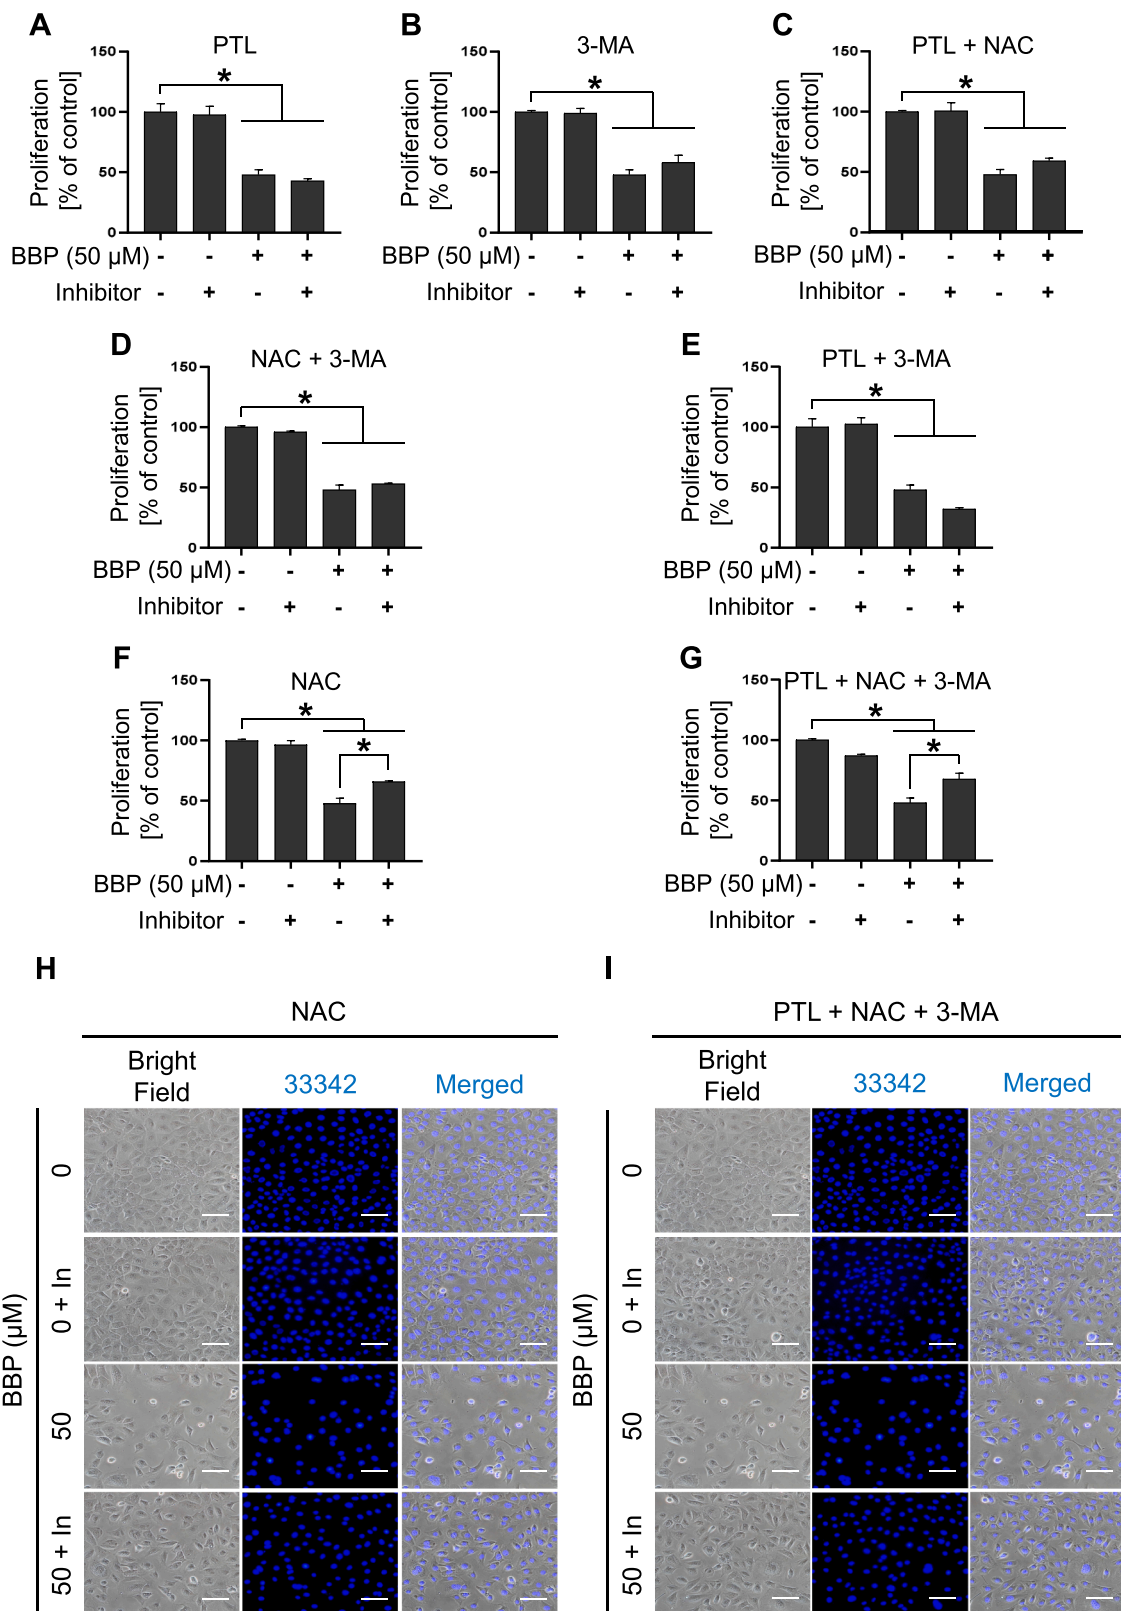 A
PTL
150
100
50
0
Proliferation
[% of control]
*
BBP (50 µM) - - + +
Inhibitor - + - +
B
3-MA
150
100
50
0
Proliferation
[% of control]
*
BBP (50 µM) - - + +
Inhibitor - + - +
C
PTL + NAC
150
100
50
0
Proliferation
[% of control]
*
BBP (50 µM) - - + +
Inhibitor - + - +
D
NAC + 3-MA
150
100
50
0
Proliferation
[% of control]
*
BBP (50 µM) - - + +
Inhibitor - + - +
E
PTL + 3-MA
150
100
50
0
Proliferation
[% of control]
*
BBP (50 µM) - - + +
Inhibitor - + - +
F
NAC
150
100
50
0
Proliferation
[% of control]
*
*
BBP (50 µM) - - + +
Inhibitor - + - +
G
PTL + NAC + 3-MA
150
100
50
0
Proliferation
[% of control]
*
*
BBP (50 µM) - - + +
Inhibitor - + - +
H
NAC
Bright
Field
33342
Merged
BBP (µM)
0
0 + In
50
50 + In
I
PTL + NAC + 3-MA
Bright
Field
33342
Merged
BBP (µM)
0
0 + In
50
50 + In